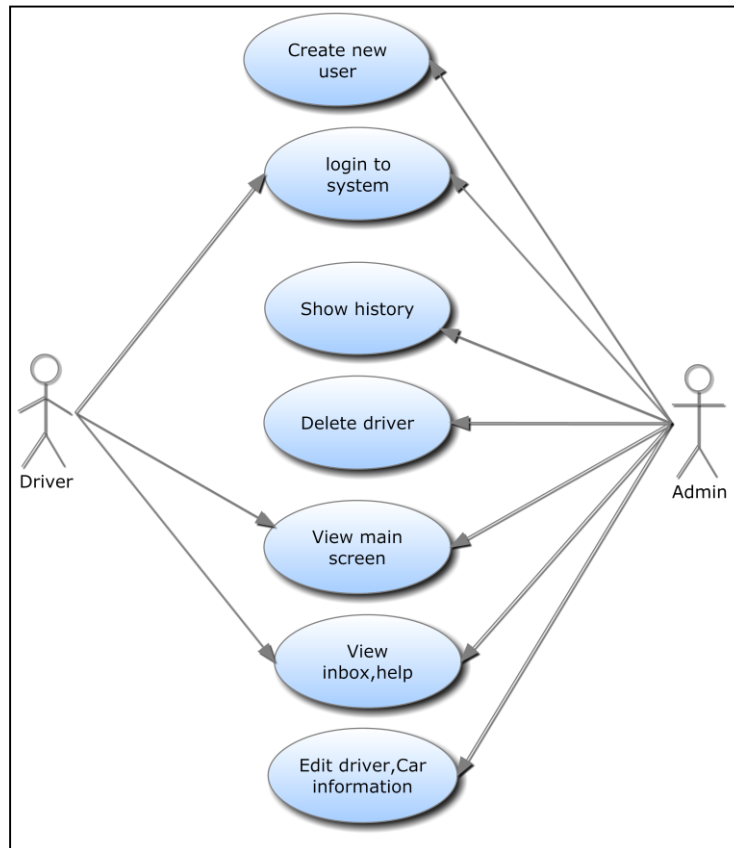 Create new
user
login to
system
Show history
Delete driver
Driver
Admin
View main
screen
View
inbox,help
Edit driver,Car
information